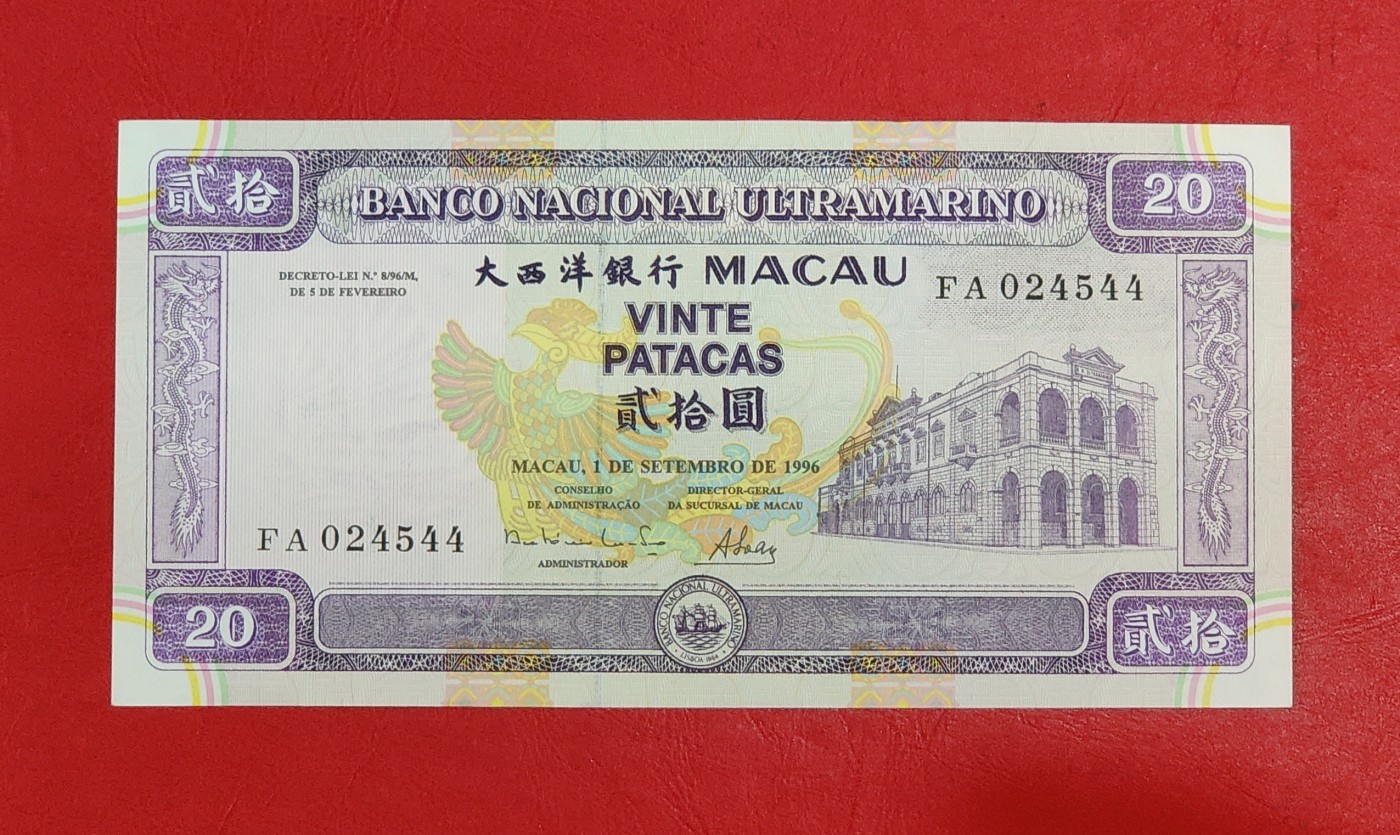 貳拾
BANCO NACIONAL ULTRAMARINO
20
DECRETO-LEI N.º 8/96/M,
DE 5 DE FEVEREIRO
大西洋銀行 MACAU
FA 024544
VINTE
PATACAS
貳拾圓
MACAU, 1 DE SETEMBRO DE 1996
CONSELHO
DE ADMINISTRAÇÃO
DIRECTOR-GERAL
DA SUCURSAL DE MACAU
FA 024544
ADMINISTRADOR
20
BANCO NACIONAL ULTRAMARINO
LISBOA 1864
貳拾